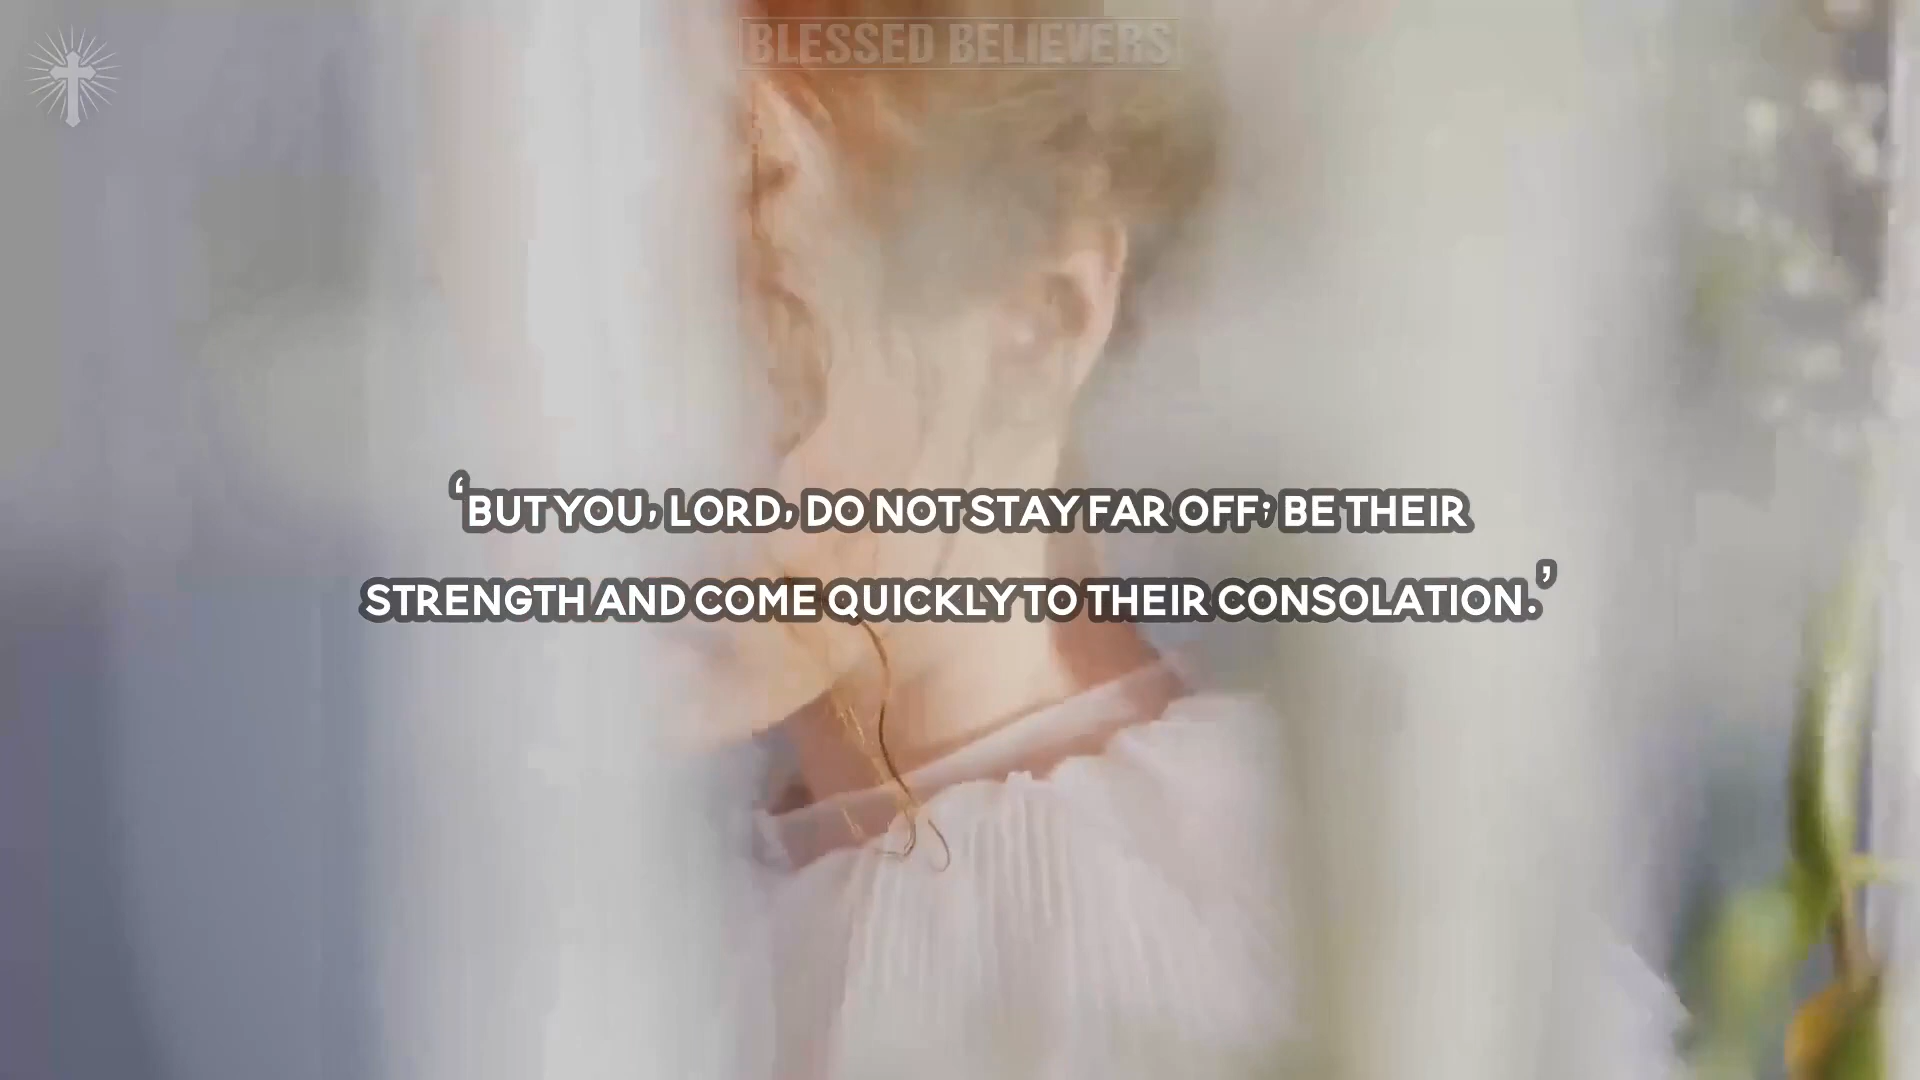 BLESSED BELIEVERS
‘BUT YOU, LORD, DO NOT STAY FAR OFF; BE THEIR
STRENGTH AND COME QUICKLY TO THEIR CONSOLATION.’